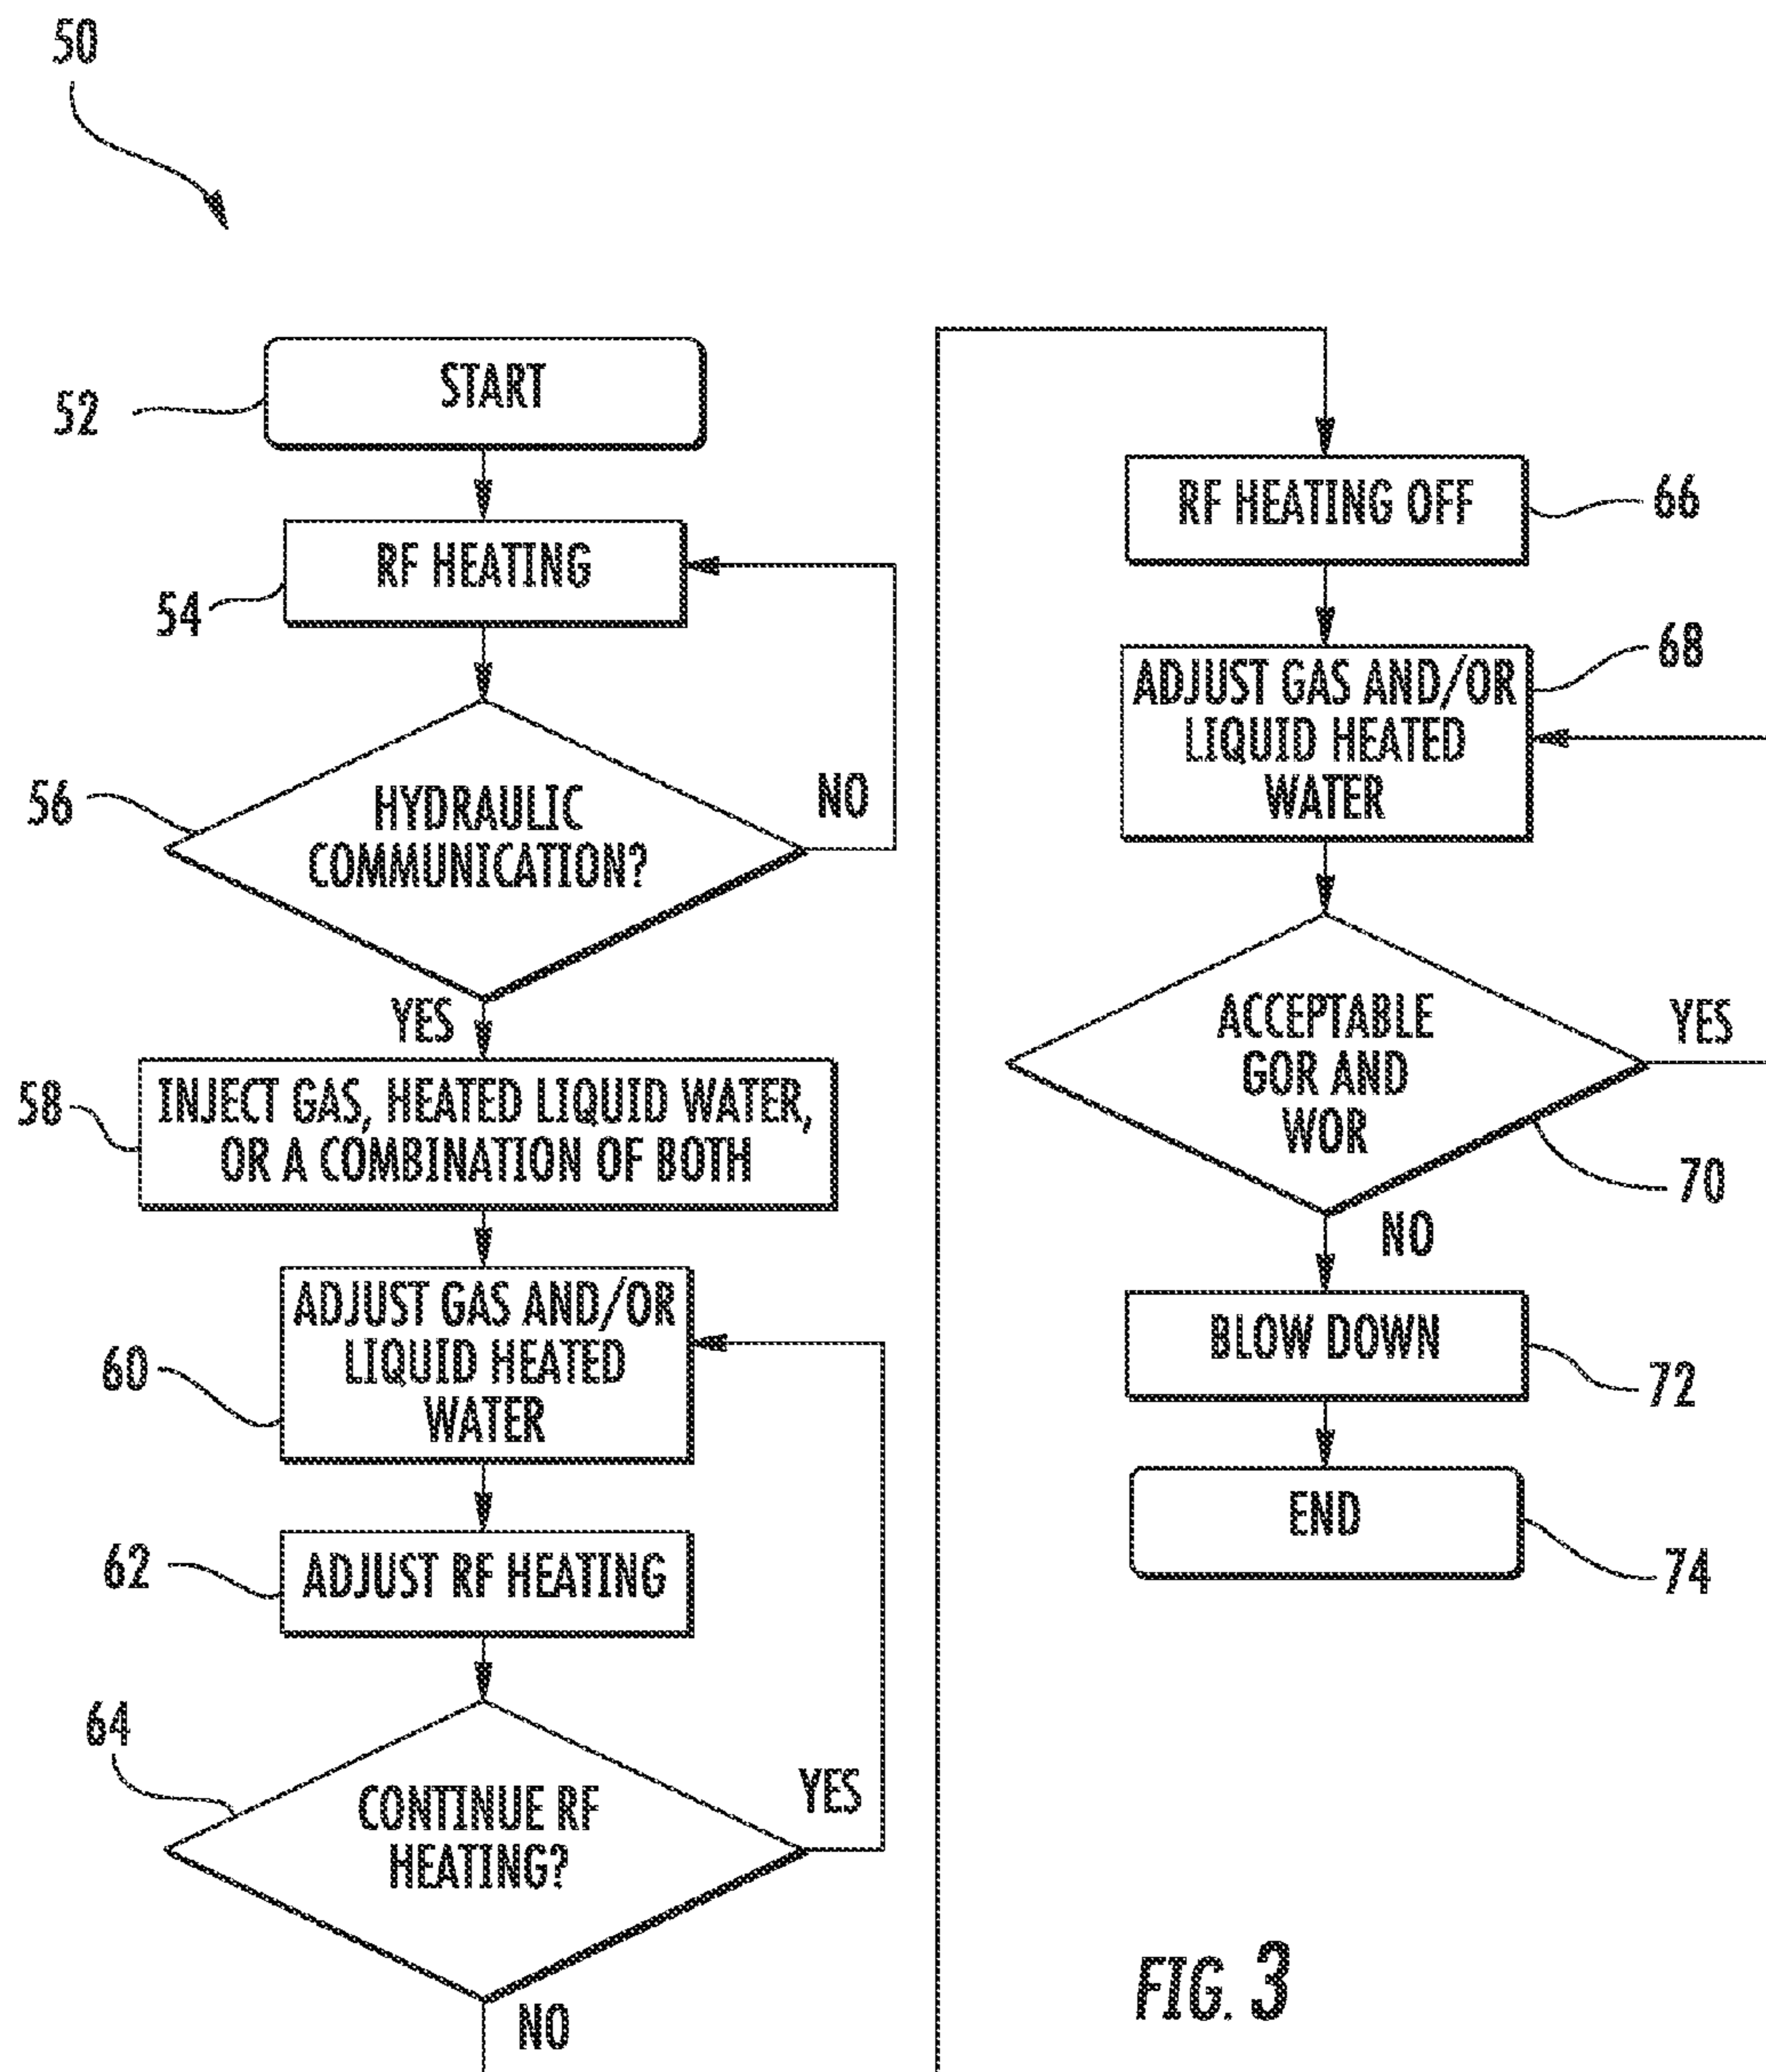 50
START
52
RF HEATING
54
HYDRAULIC
COMMUNICATION?
56
NO
YES
INJECT GAS, HEATED LIQUID WATER,
OR A COMBINATION OF BOTH
58
ADJUST GAS AND/OR
LIQUID HEATED
WATER
60
ADJUST RF HEATING
62
64
CONTINUE RF
HEATING?
YES
NO
RF HEATING OFF
66
ADJUST GAS AND/OR
LIQUID HEATED
WATER
68
ACCEPTABLE
GOR AND
WOR
YES
70
NO
BLOW DOWN
72
END
74
FIG. 3